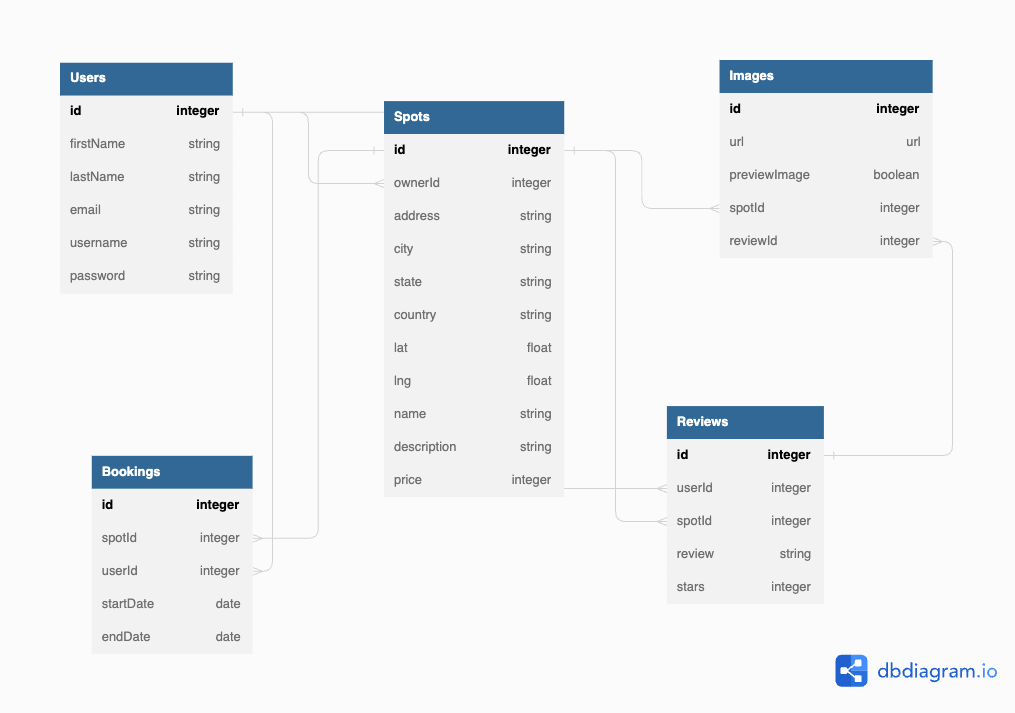 Users
id integer
firstName string
lastName string
email string
username string
password string
Spots
id integer
ownerId integer
address string
city string
state string
country string
lat float
lng float
name string
description string
price integer
Images
id integer
url url
previewImage boolean
spotId integer
reviewId integer
Bookings
id integer
spotId integer
userId integer
startDate date
endDate date
Reviews
id integer
userId integer
spotId integer
review string
stars integer
dbdiagram.io